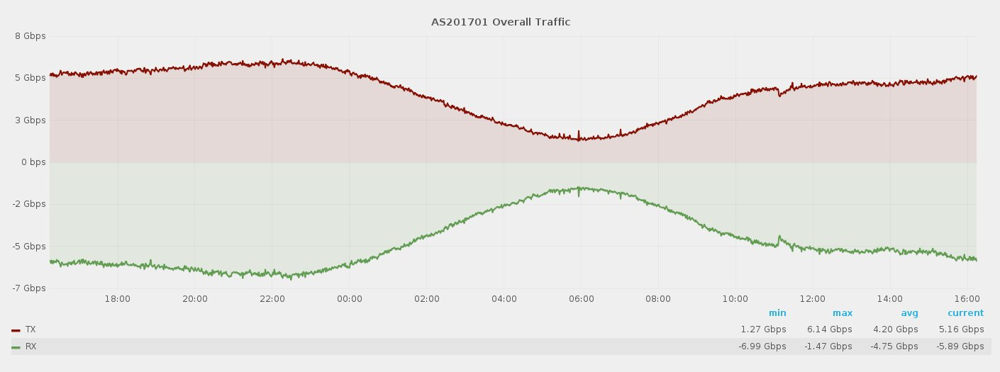 AS201701 Overall Traffic
8 Gbps
5 Gbps
3 Gbps
0 bps
-2 Gbps
-5 Gbps
-7 Gbps
18:00 20:00 22:00 00:00 02:00 04:00 06:00 08:00 10:00 12:00 14:00 16:00
min max avg current
TX 1.27 Gbps 6.14 Gbps 4.20 Gbps 5.16 Gbps
RX -6.99 Gbps -1.47 Gbps -4.75 Gbps -5.89 Gbps